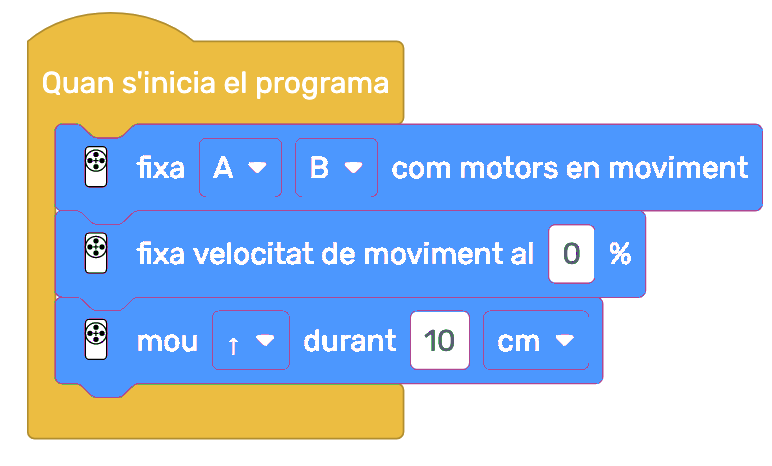 Quan s'inicia el programa
fixa A B com motors en moviment
fixa velocitat de moviment al 0 %
mou ↑ durant 10 cm